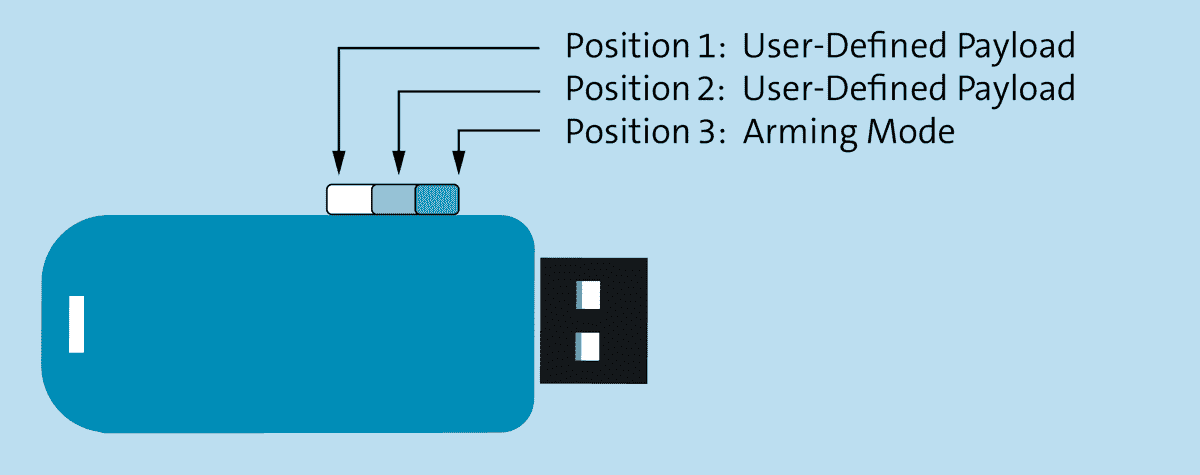 Position 1: User-Defined Payload
Position 2: User-Defined Payload
Position 3: Arming Mode